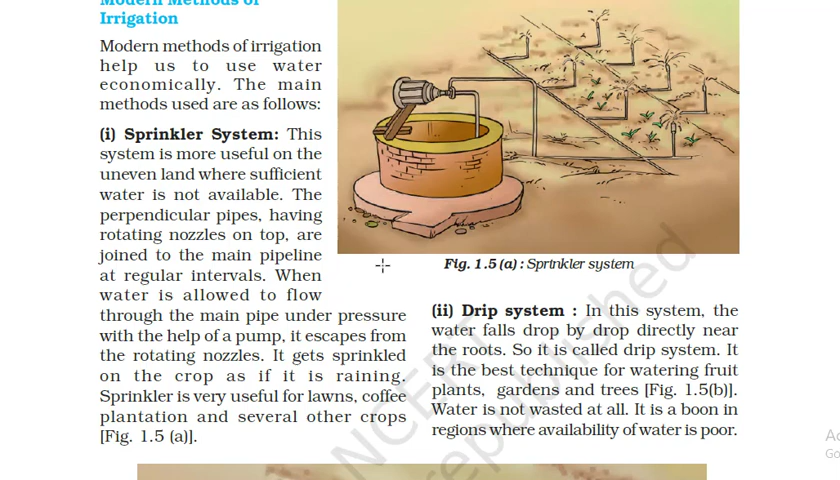 Modern Methods of
Irrigation
Modern methods of irrigation
help us to use water
economically. The main
methods used are as follows:
(i) Sprinkler System: This
system is more useful on the
uneven land where sufficient
water is not available. The
perpendicular pipes, having
rotating nozzles on top, are
joined to the main pipeline
at regular intervals. When
water is allowed to flow
through the main pipe under pressure
with the help of a pump, it escapes from
the rotating nozzles. It gets sprinkled
on the crop as if it is raining.
Sprinkler is very useful for lawns, coffee
plantation and several other crops
[Fig. 1.5 (a)].
Fig. 1.5 (a) : Sprinkler system
(ii) Drip system : In this system, the
water falls drop by drop directly near
the roots. So it is called drip system. It
is the best technique for watering fruit
plants, gardens and trees [Fig. 1.5(b)].
Water is not wasted at all. It is a boon in
regions where availability of water is poor.
NCERT
republished